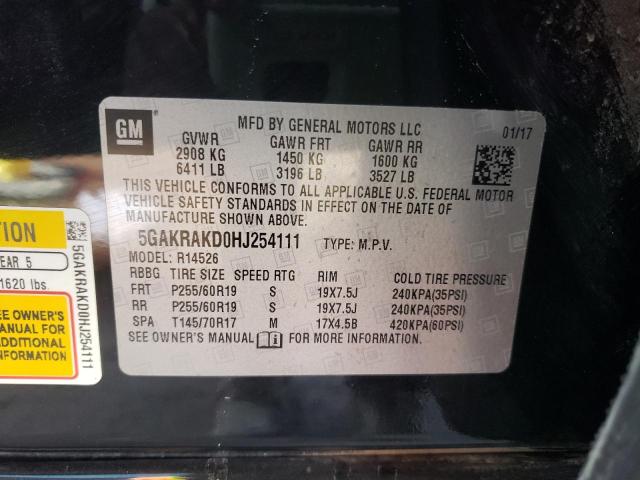 GM
MFD BY GENERAL MOTORS LLC 01/17
GVWR GAWR FRT GAWR RR
2908 KG 1450 KG 1600 KG
6411 LB 3196 LB 3527 LB
THIS VEHICLE CONFORMS TO ALL APPLICABLE U.S. FEDERAL MOTOR
VEHICLE SAFETY STANDARDS IN EFFECT ON THE DATE OF
MANUFACTURE SHOWN ABOVE.
5GAKRAKD0HJ254111 TYPE: M.P.V.
MODEL: R14526
RBBG TIRE SIZE SPEED RTG RIM COLD TIRE PRESSURE
FRT P255/60R19 S 19X7.5J 240KPA(35PSI)
RR P255/60R19 S 19X7.5J 240KPA(35PSI)
SPA T145/70R17 M 17X4.5B 420KPA(60PSI)
SEE OWNER'S MANUAL FOR MORE INFORMATION.
TION
EAR 5
1620 lbs.
EE OWNER'S
MANUAL FOR
ADDITIONAL
FORMATION
5GAKRAKD0HJ254111